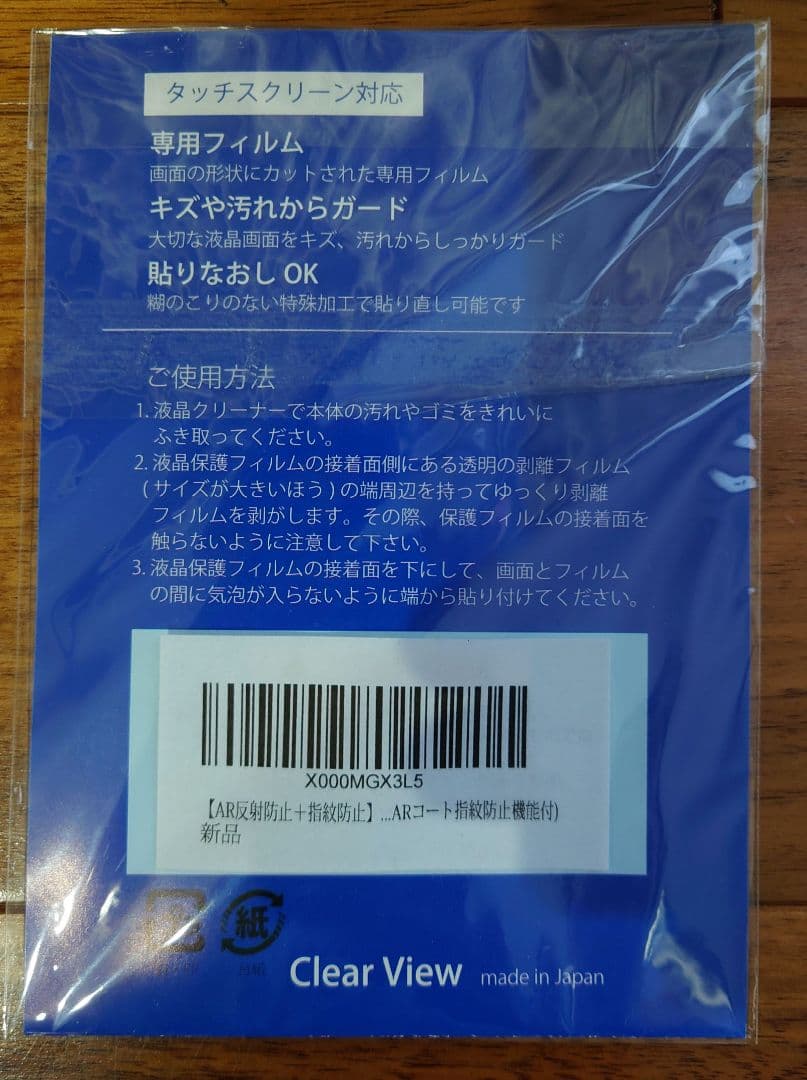 タッチスクリーン対応
専用フィルム
画面の形状にカットされた専用フィルム
キズや汚れからガード
大切な液晶画面をキズ、汚れからしっかりガード
貼りなおし OK
糊のこりのない特殊加工で貼り直し可能です
ご使用方法
1. 液晶クリーナーで本体の汚れやゴミをきれいに
ふき取ってください。
2. 液晶保護フィルムの接着面側にある透明の剥離フィルム
( サイズが大きいほう ) の端周辺を持ってゆっくり剥離
フィルムを剥がします。その際、保護フィルムの接着面を
触らないように注意して下さい。
3. 液晶保護フィルムの接着面を下にして、画面とフィルム
の間に気泡が入らないように端から貼り付けてください。
X000MGX3L5
【AR反射防止＋指紋防止】...ARコート指紋防止機能付)
新品
紙
台紙
Clear View made in Japan